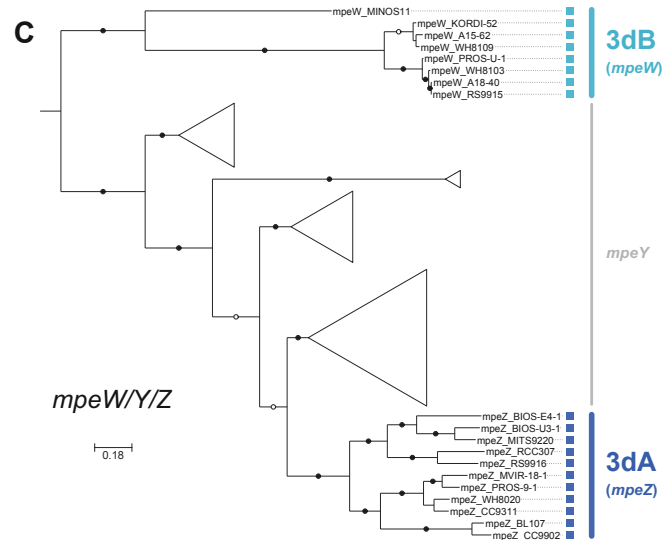 C
mpeW_MINOS11
mpeW_KORDI-52
mpeW_A15-62
mpeW_WH8109
mpeW_PROS-U-1
mpeW_WH8103
mpeW_A18-40
mpeW_RS9915
3dB
(mpeW)
mpeY
mpeW/Y/Z
0.18
mpeZ_BIOS-E4-1
mpeZ_BIOS-U3-1
mpeZ_MITS9220
mpeZ_RCC307
mpeZ_RS9916
mpeZ_MVIR-18-1
mpeZ_PROS-9-1
mpeZ_WH8020
mpeZ_CC9311
mpeZ_BL107
mpeZ_CC9902
3dA
(mpeZ)